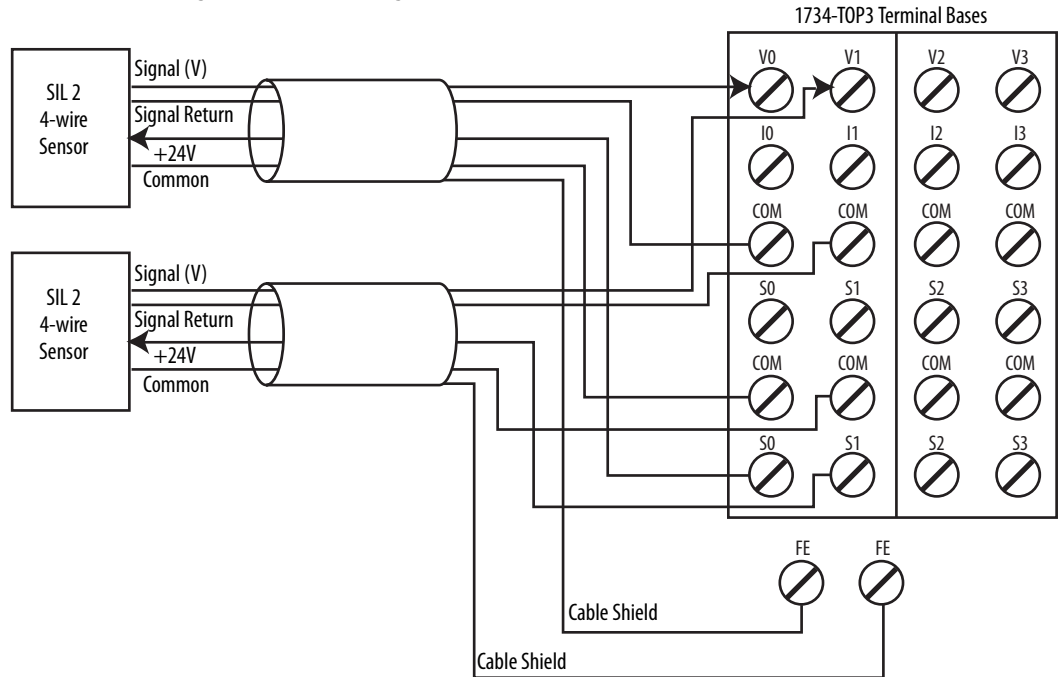 1734-TOP3 Terminal Bases
SIL 2
4-wire
Sensor
Signal (V)
Signal Return
+24V
Common
SIL 2
4-wire
Sensor
Signal (V)
Signal Return
+24V
Common
V0 V1 V2 V3
I0 I1 I2 I3
COM COM COM COM
S0 S1 S2 S3
COM COM COM COM
S0 S1 S2 S3
FE FE
Cable Shield
Cable Shield